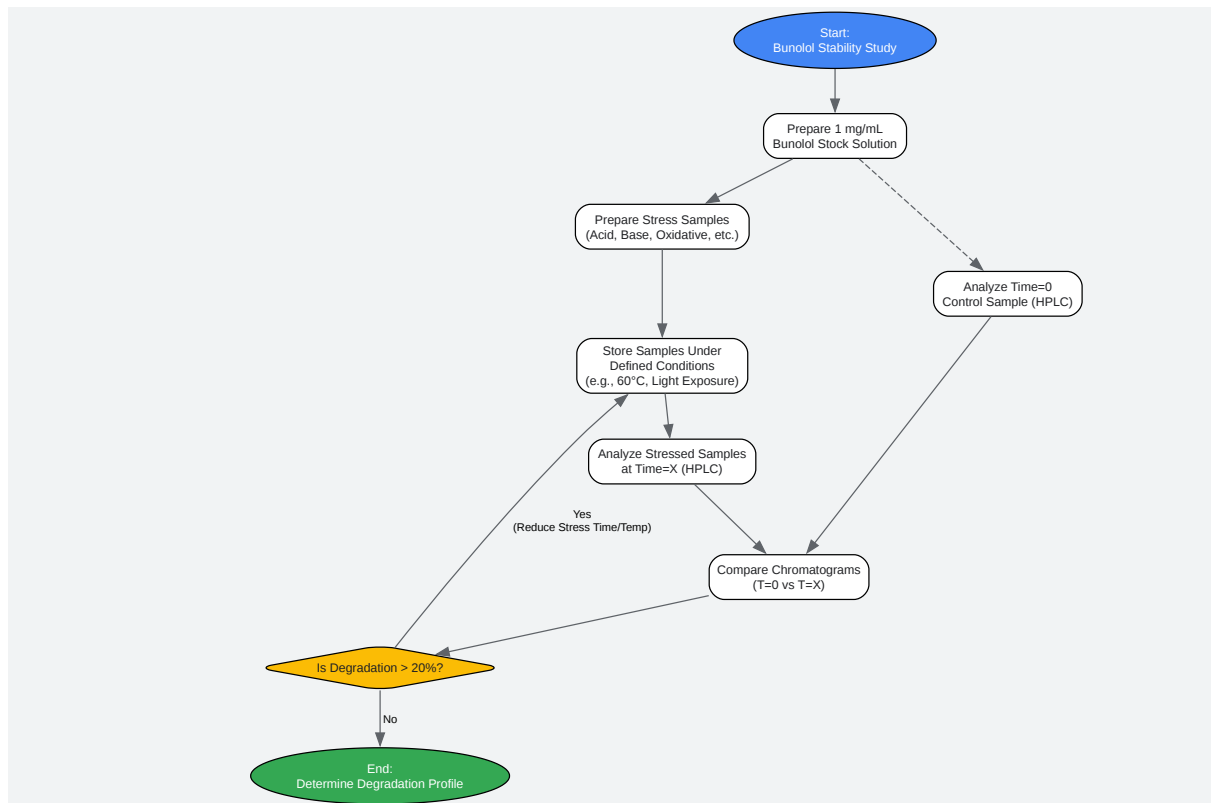 Start:
Bunolol Stability Study
Prepare 1 mg/mL
Bunolol Stock Solution
Prepare Stress Samples
(Acid, Base, Oxidative, etc.)
Analyze Time=0
Control Sample (HPLC)
Store Samples Under
Defined Conditions
(e.g., 60°C, Light Exposure)
Analyze Stressed Samples
at Time=X (HPLC)
Yes
(Reduce Stress Time/Temp)
Compare Chromatograms
(T=0 vs T=X)
Is Degradation > 20%?
No
End:
Determine Degradation Profile